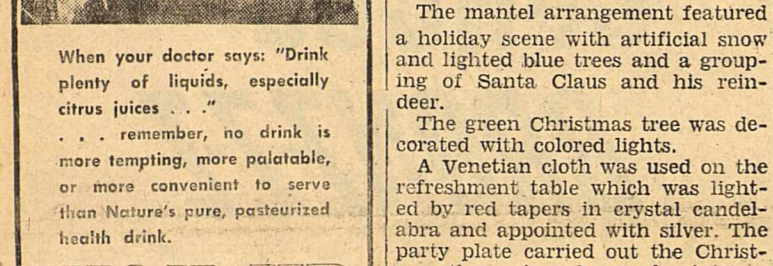 When your doctor says: "Drink
plenty of liquids, especially
citrus juices . . ."
. . . remember, no drink is
more tempting, more palatable,
or more convenient to serve
than Nature's pure, pasteurized
health drink.
The mantel arrangement featured
a holiday scene with artificial snow
and lighted blue trees and a group-
ing of Santa Claus and his rein-
deer.
The green Christmas tree was de-
corated with colored lights.
A Venetian cloth was used on the
refreshment table which was light-
ed by red tapers in crystal candel-
abra and appointed with silver. The
party plate carried out the Christ-